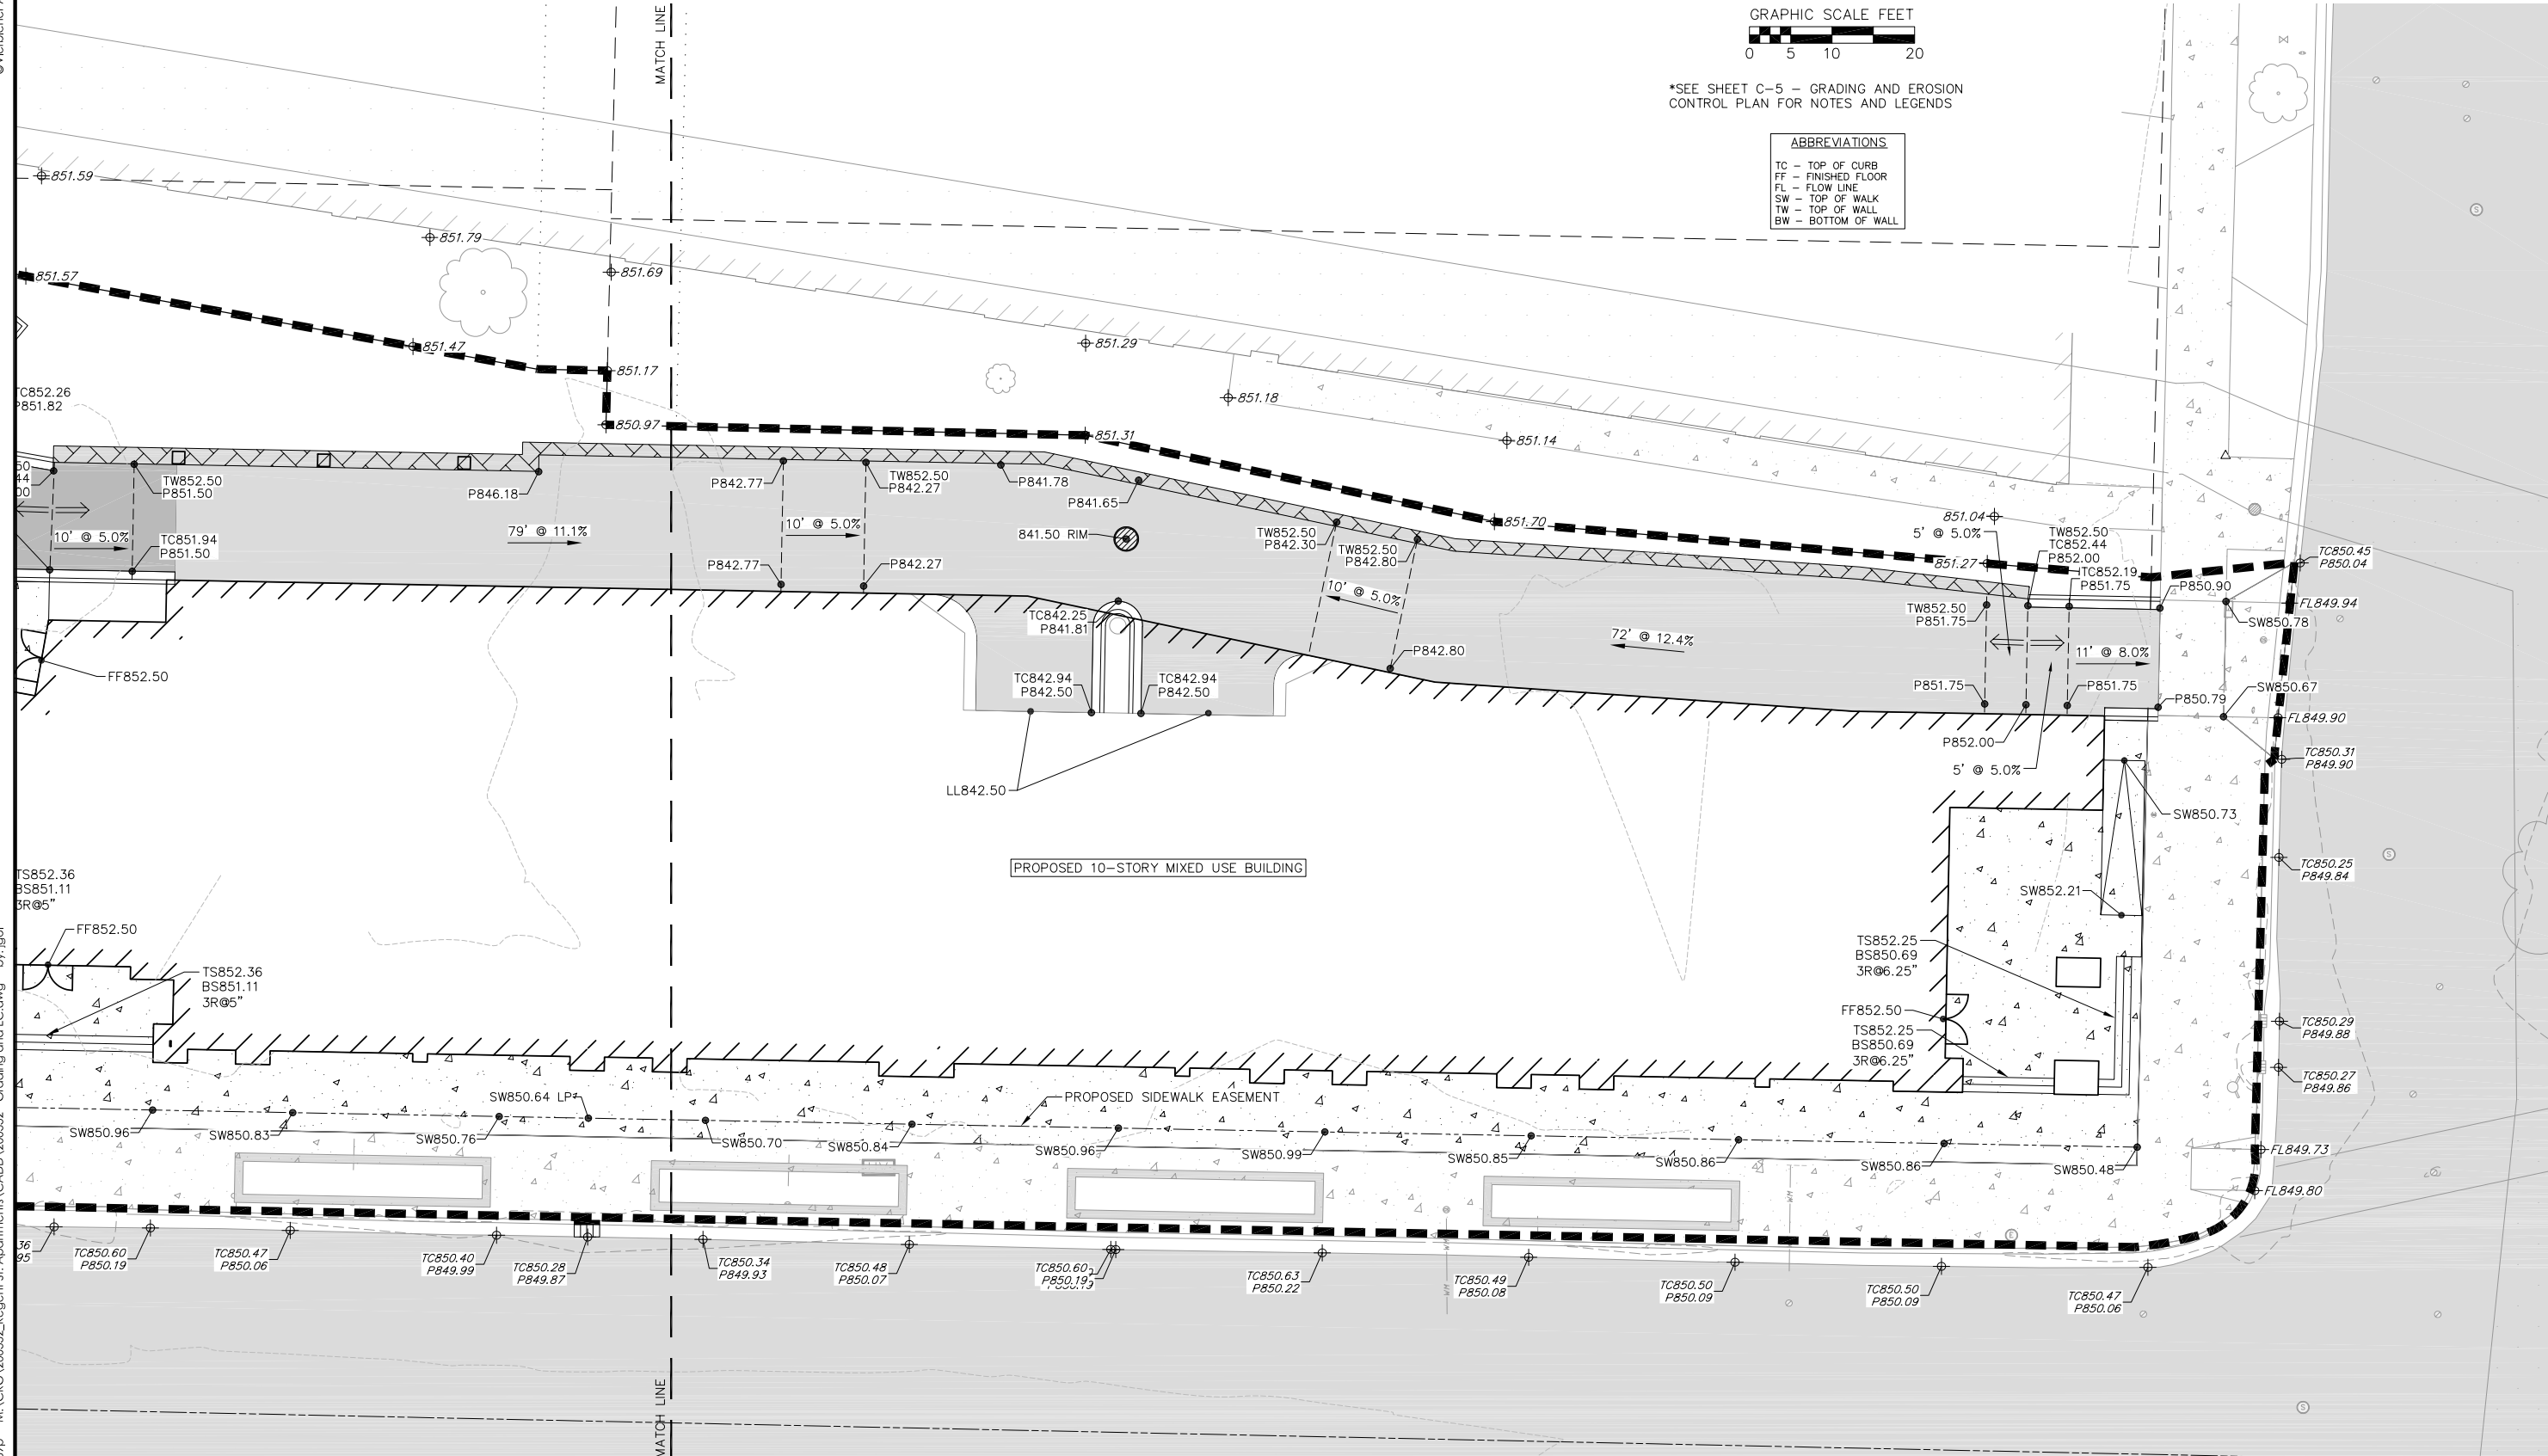 MATCH LINE
GRAPHIC SCALE FEET
0 5 10 20
*SEE SHEET C-5 - GRADING AND EROSION
CONTROL PLAN FOR NOTES AND LEGENDS
ABBREVIATIONS
TC - TOP OF CURB
FF - FINISHED FLOOR
FL - FLOW LINE
SW - TOP OF WALK
TW - TOP OF WALL
BW - BOTTOM OF WALL
851.59
851.79
851.69
851.57
851.47
851.17
850.97
851.29
851.18
851.31
851.14
851.70
851.04
851.27
TC852.26
P851.82
TW852.50
P851.50
10' @ 5.0%
TC851.94
P851.50
P846.18
79' @ 11.1%
P842.77
TW852.50
P842.27
10' @ 5.0%
P842.77
P842.27
P841.78
P841.65
841.50 RIM
TW852.50
P842.30
TW852.50
P842.80
10' @ 5.0%
P842.80
72' @ 12.4%
5' @ 5.0%
TW852.50
TC852.44
P852.00
TC852.19
P851.75
P850.90
TC850.45
P850.04
FL849.94
SW850.78
TW852.50
P851.75
11' @ 8.0%
P851.75
P851.75
SW850.67
P850.79
FL849.90
P852.00
5' @ 5.0%
TC850.31
P849.90
FF852.50
TC842.25
P841.81
TC842.94
P842.50
TC842.94
P842.50
LL842.50
SW850.73
PROPOSED 10-STORY MIXED USE BUILDING
TC850.25
P849.84
SW852.21
TS852.36
BS851.11
3R@5"
FF852.50
TS852.36
BS851.11
3R@5"
TS852.25
BS850.69
3R@6.25"
FF852.50
TS852.25
BS850.69
3R@6.25"
TC850.29
P849.88
TC850.27
P849.86
SW850.64 LP
PROPOSED SIDEWALK EASEMENT
SW850.96
SW850.83
SW850.76
SW850.70
SW850.84
SW850.96
SW850.99
SW850.85
SW850.86
SW850.86
SW850.48
FL849.73
FL849.80
TC850.60
P850.19
TC850.47
P850.06
TC850.40
P849.99
TC850.28
P849.87
TC850.34
P849.93
TC850.48
P850.07
TC850.60
P850.19
TC850.63
P850.22
TC850.49
P850.08
TC850.50
P850.09
TC850.50
P850.09
TC850.47
P850.06
WM
WM
WM
E
S
S
S
MATCH LINE